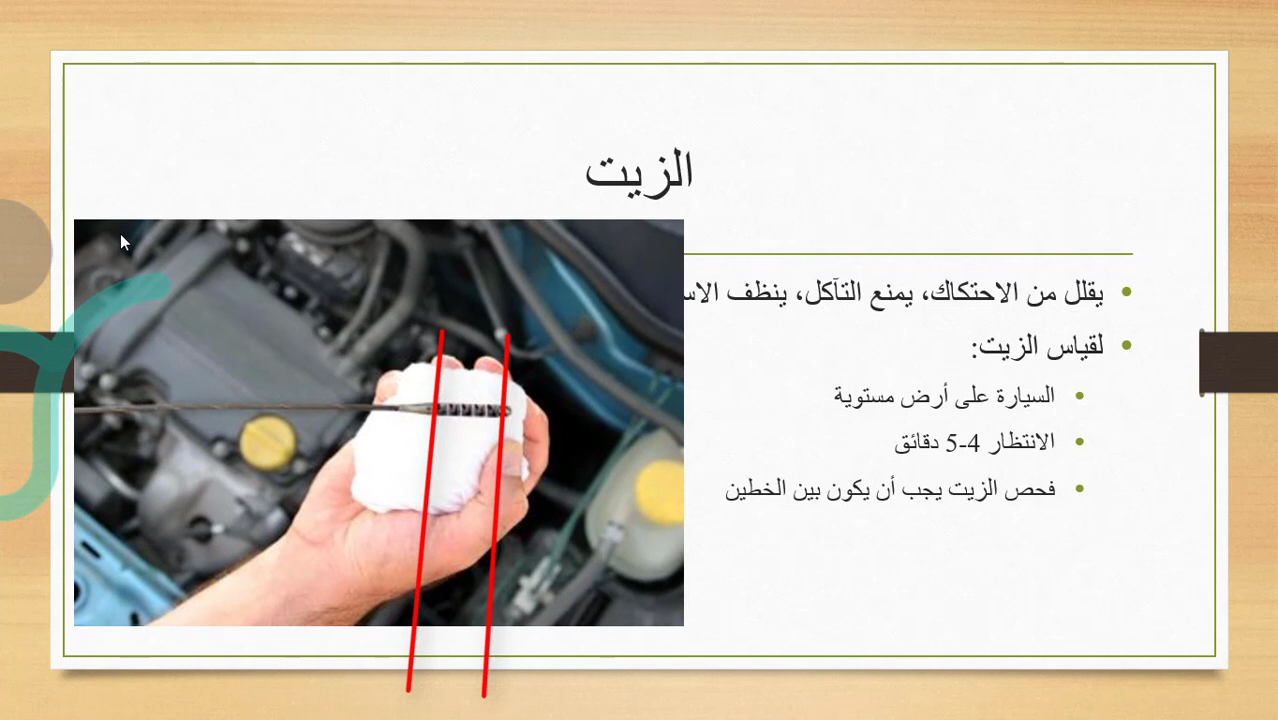 الزيت
يقلل من الاحتكاك، يمنع التآكل، ينظف
لقياس الزيت:
السيارة على أرض مستوية
الانتظار 4-5 دقائق
فحص الزيت يجب أن يكون بين الخطين